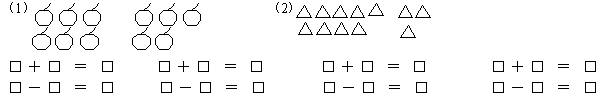 (1) (2)
□ + □ = □ □ + □ = □ □ + □ = □ □ + □ = □
□ − □ = □ □ − □ = □ □ − □ = □ □ − □ = □